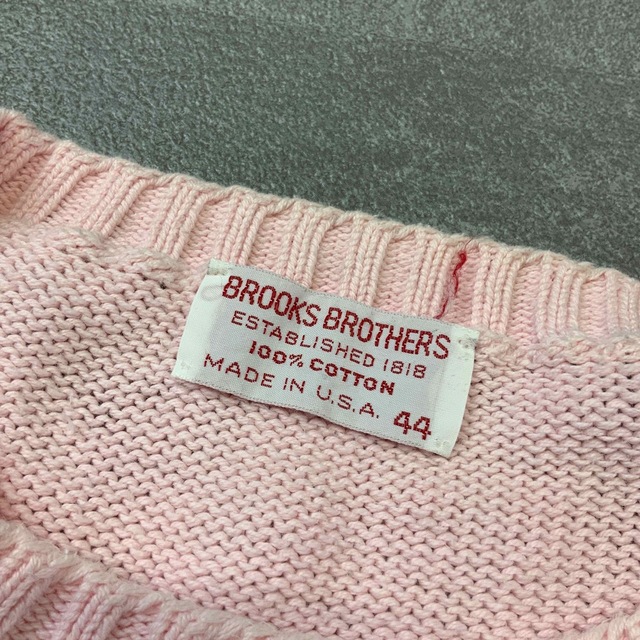 BROOKS BROTHERS
ESTABLISHED 1818
100% COTTON
MADE IN U.S.A. 44